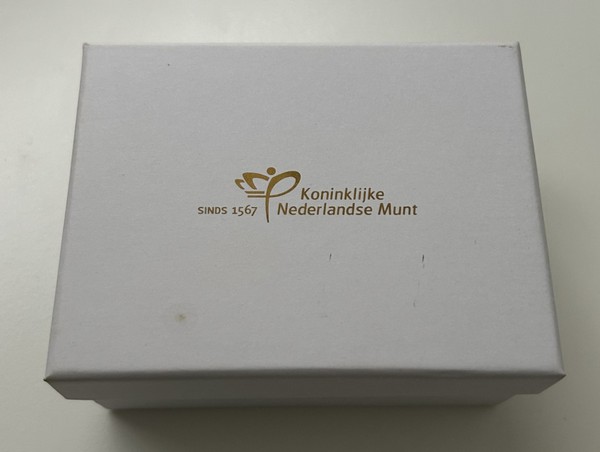 Koninklijke
SINDS 1567 Nederlandse Munt